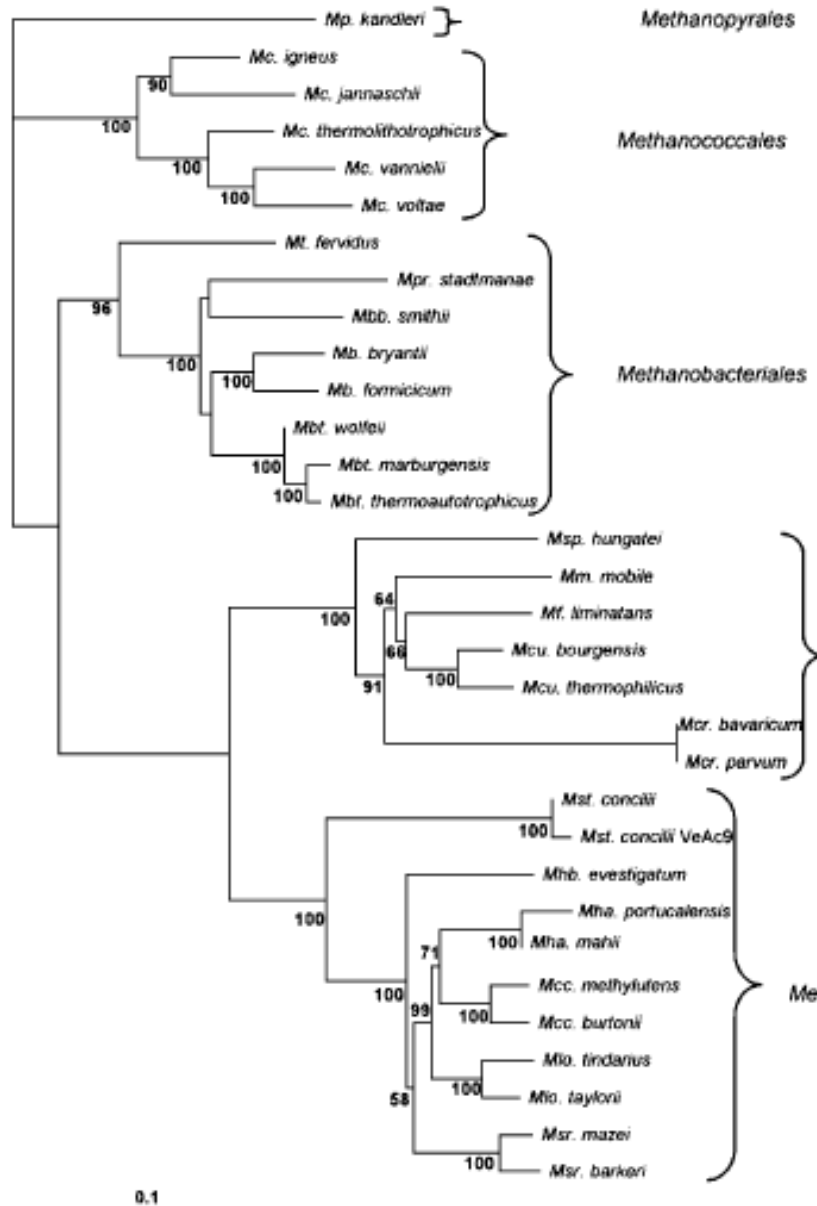 Mp. kandleri
Methanopyrales
Mc. igneus
90
Mc. jannaschii
100
Mc. thermolithotrophicus
Methanococcales
100
Mc. vannielii
100
Mc. voltae
Mt. fervidus
96
Mpr. stadtmanae
Mbb. smithii
100
Mb. bryantii
100
Methanobacteriales
Mb. formicicum
Mbt. wolfeii
100
Mbt. marburgensis
100
Mbt. thermoautotrophicus
Msp. hungatei
100
Mm. mobile
64
Mf. liminatans
66
Mcu. bourgensis
91
100
Mcu. thermophilicus
Mcr. bavaricum
Mcr. parvum
Mst. concilii
100
Mst. concilii VeAc9
Mhb. evestigatum
100
Mha. portucalensis
71
100
Mha. mahii
100
Mcc. methylutens
Me
99
100
Mcc. burtonii
Mlo. tindarius
100
58
Mlo. taylorii
Msr. mazei
100
Msr. barkeri
0.1